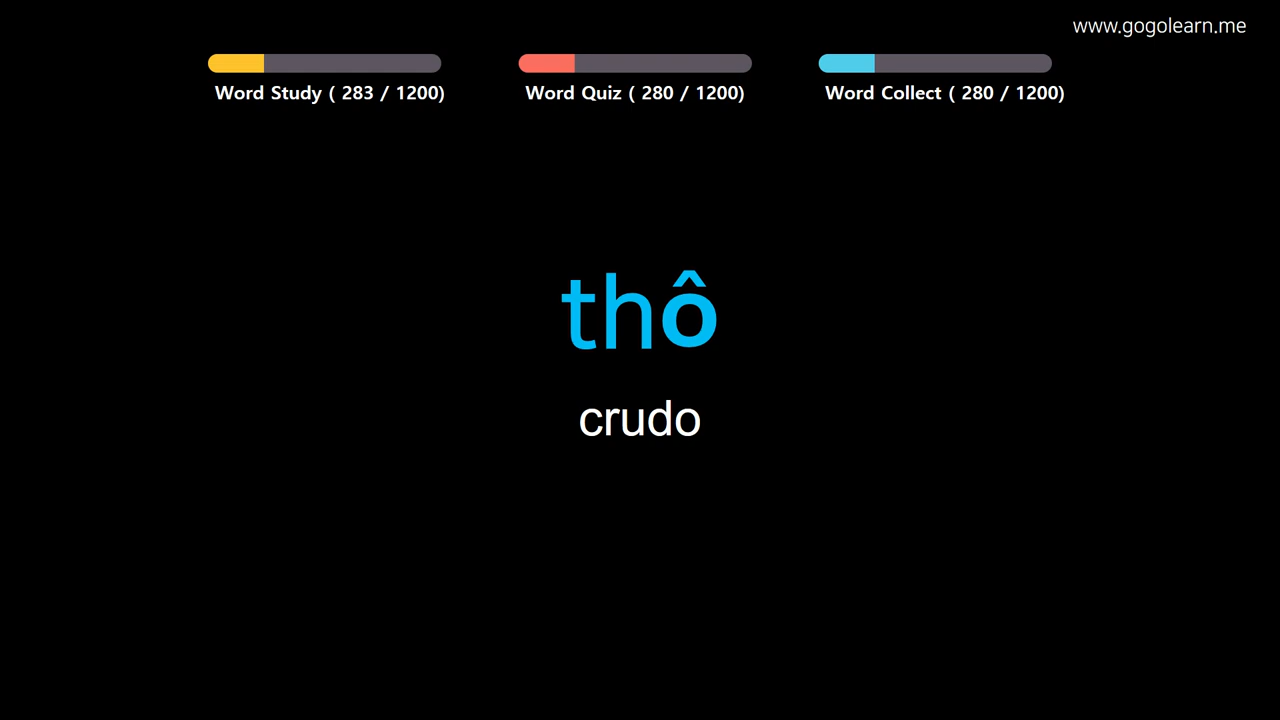 www.gogolearn.me
Word Study ( 283 / 1200)
Word Quiz ( 280 / 1200)
Word Collect ( 280 / 1200)
thô
crudo